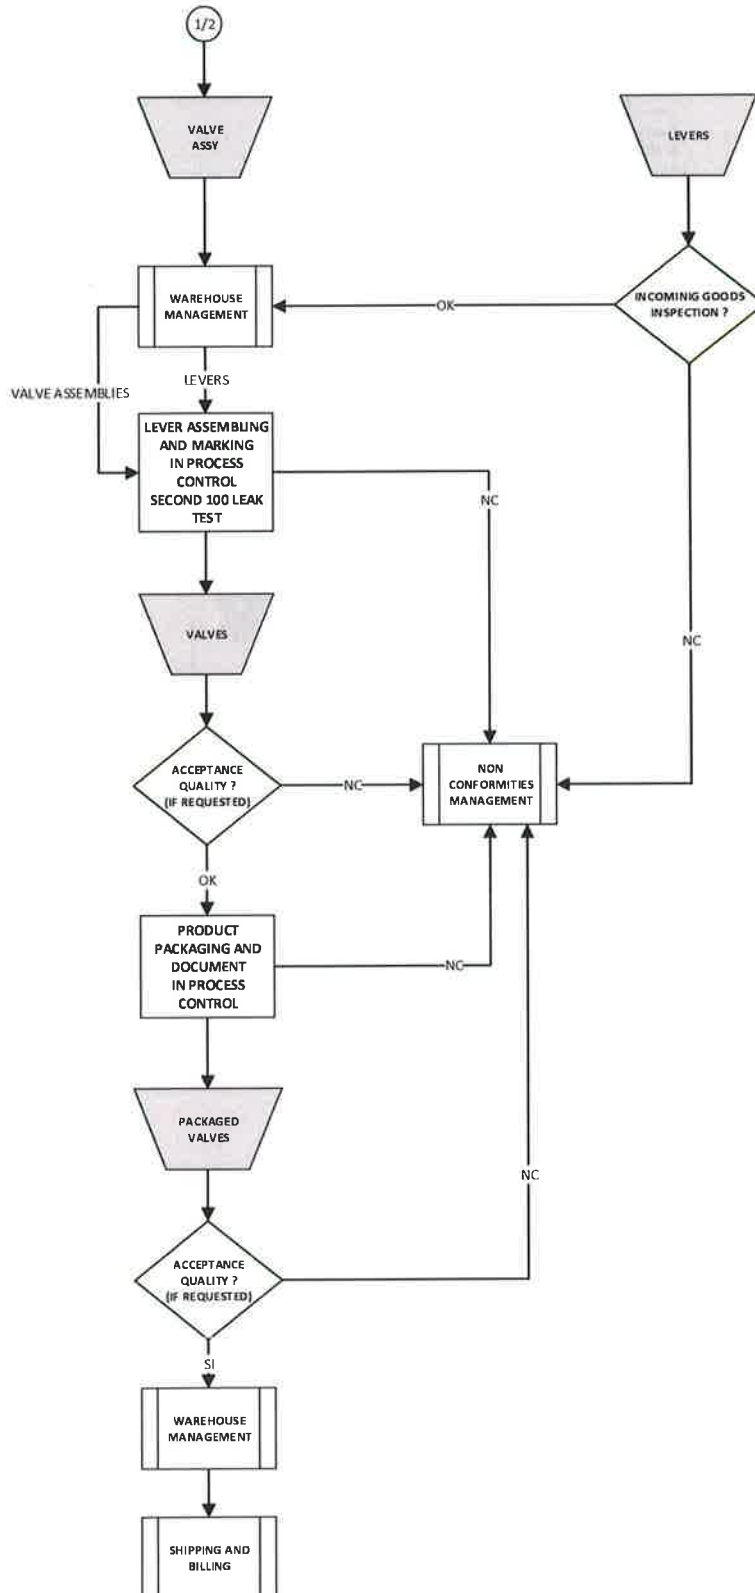 1/2
VALVE
ASSY
LEVERS
WAREHOUSE
MANAGEMENT
OK
INCOMING GOODS
INSPECTION ?
LEVERS
VALVE ASSEMBLIES
LEVER ASSEMBLING
AND MARKING
IN PROCESS
CONTROL
SECOND 100 LEAK
TEST
NC
VALVES
NC
ACCEPTANCE
QUALITY ?
(IF REQUESTED)
NC
NON
CONFORMITIES
MANAGEMENT
OK
PRODUCT
PACKAGING AND
DOCUMENT
IN PROCESS
CONTROL
NC
PACKAGED
VALVES
NC
ACCEPTANCE
QUALITY ?
(IF REQUESTED)
SI
WAREHOUSE
MANAGEMENT
SHIPPING AND
BILLING